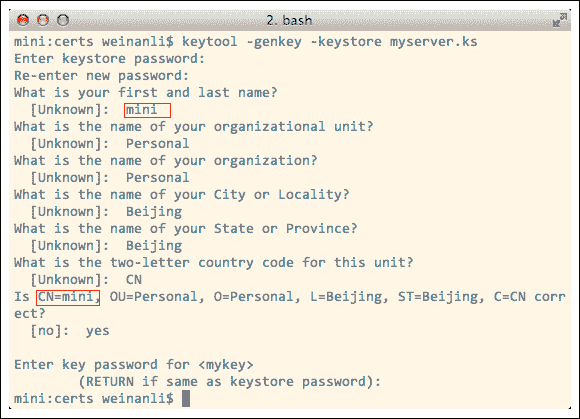 2. bash
mini:certs weinanli$ keytool -genkey -keystore myserver.ks
Enter keystore password:
Re-enter new password:
What is your first and last name?
[Unknown]: mini
What is the name of your organizational unit?
[Unknown]: Personal
What is the name of your organization?
[Unknown]: Personal
What is the name of your City or Locality?
[Unknown]: Beijing
What is the name of your State or Province?
[Unknown]: Beijing
What is the two-letter country code for this unit?
[Unknown]: CN
Is CN=mini, OU=Personal, O=Personal, L=Beijing, ST=Beijing, C=CN corr
ect?
[no]: yes
Enter key password for <mykey>
(RETURN if same as keystore password):
mini:certs weinanli$